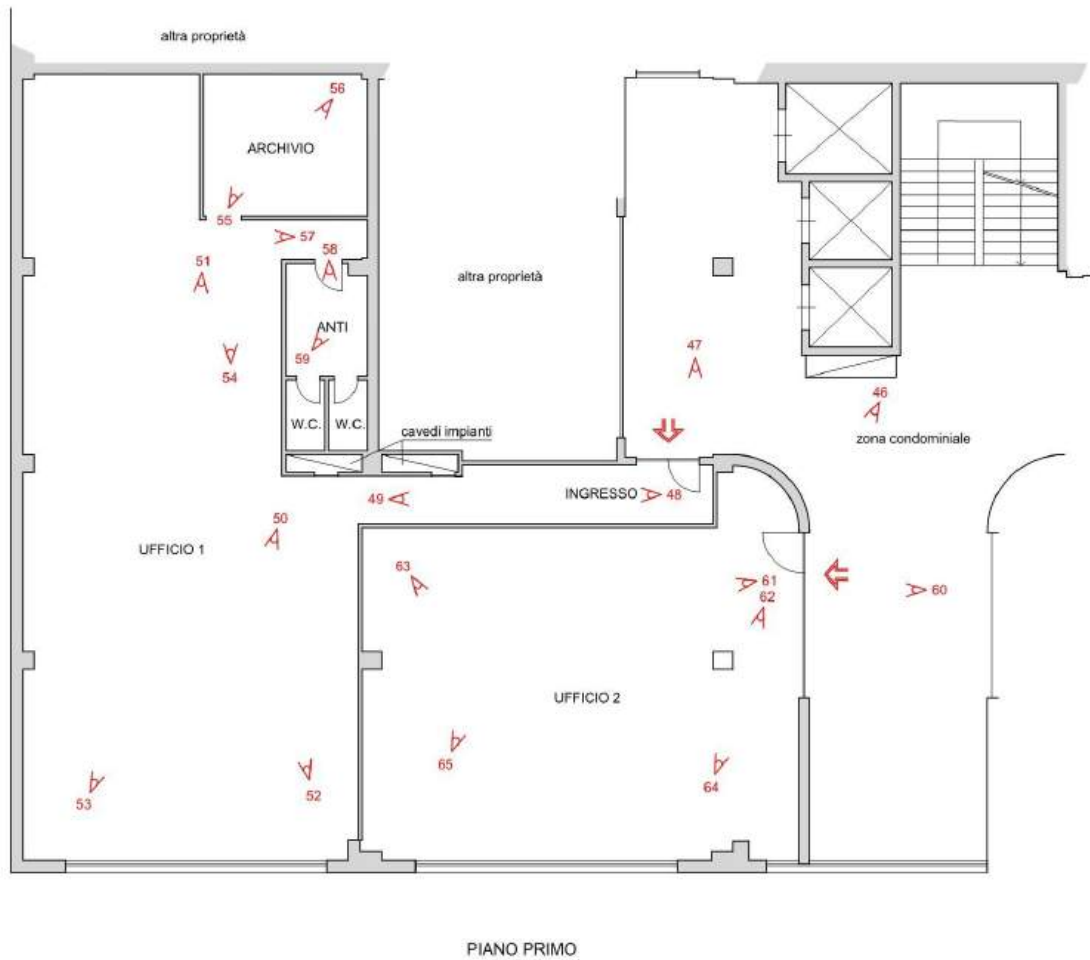 altra proprietà
56
ARCHIVIO
55
57
58
51
altra proprietà
ANTI
59
54
47
46
W.C.
W.C.
cavedi impianti
zona condominiale
49
INGRESSO
48
50
UFFICIO 1
63
61
62
60
UFFICIO 2
65
64
53
52
PIANO PRIMO